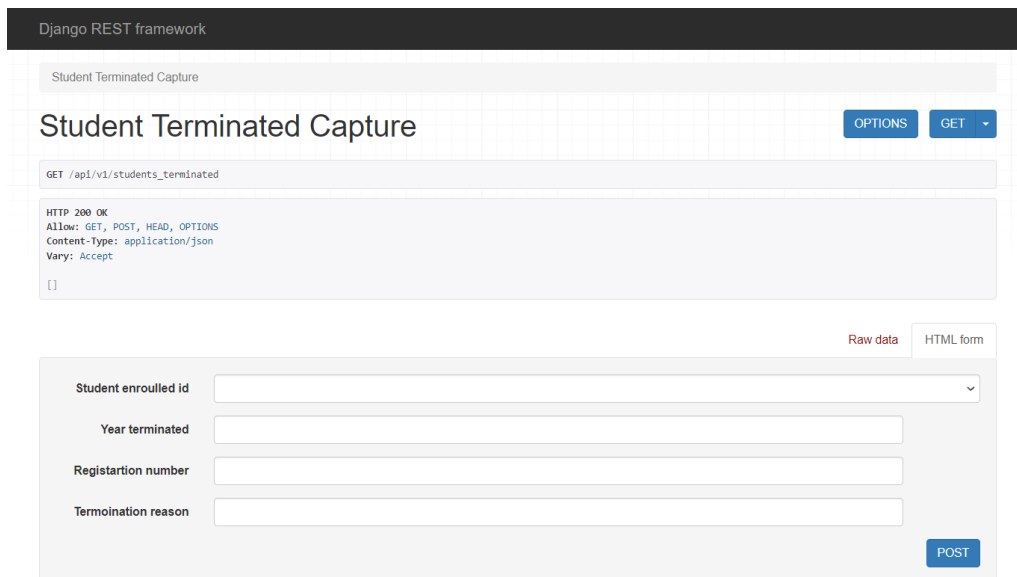 Django REST framework
Student Terminated Capture
Student Terminated Capture
OPTIONS
GET
GET /api/v1/students_terminated
HTTP 200 OK
Allow: GET, POST, HEAD, OPTIONS
Content-Type: application/json
Vary: Accept
[]
Raw data
HTML form
Student enroulled id
Year terminated
Registartion number
Termoination reason
POST